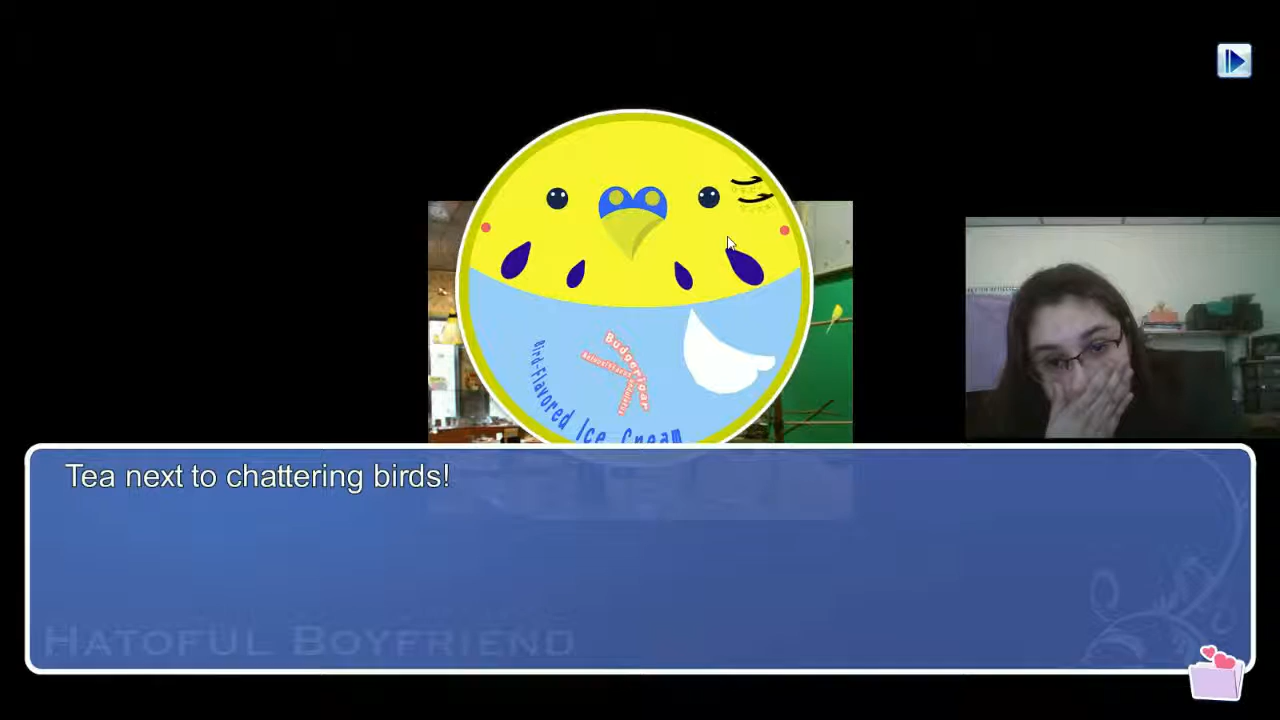 Budgerigar
Bird-Flavored Ice Cream
Tea next to chattering birds!
HATOFUL BOYFRIEND